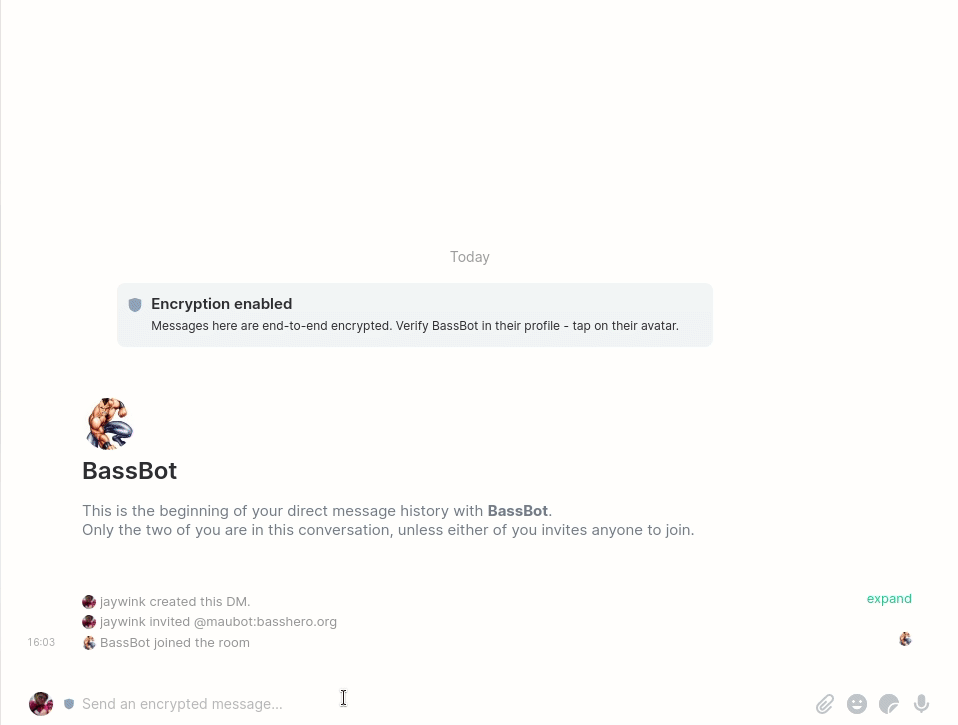 Today
Encryption enabled
Messages here are end-to-end encrypted. Verify BassBot in their profile - tap on their avatar.
BassBot
This is the beginning of your direct message history with BassBot.
Only the two of you are in this conversation, unless either of you invites anyone to join.
jaywink created this DM.
expand
jaywink invited @maubot:basshero.org
16:03 BassBot joined the room
Send an encrypted message...